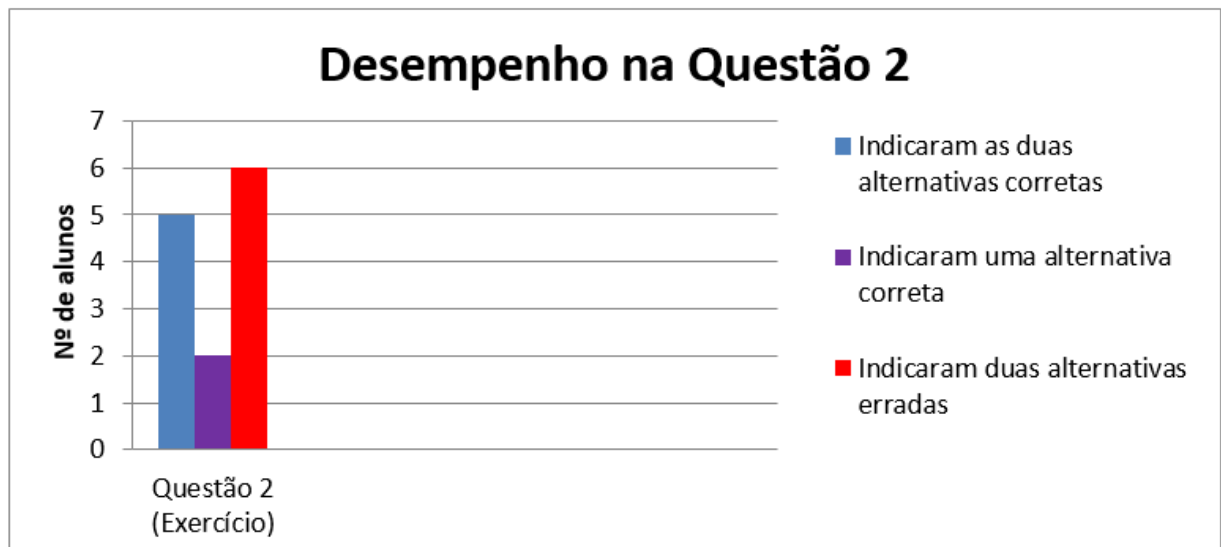 Desempenho na Questão 2
Nº de alunos
7
6
5
4
3
2
1
0
Questão 2
(Exercício)
Indicaram as duas
alternativas corretas
Indicaram uma alternativa
correta
Indicaram duas alternativas
erradas